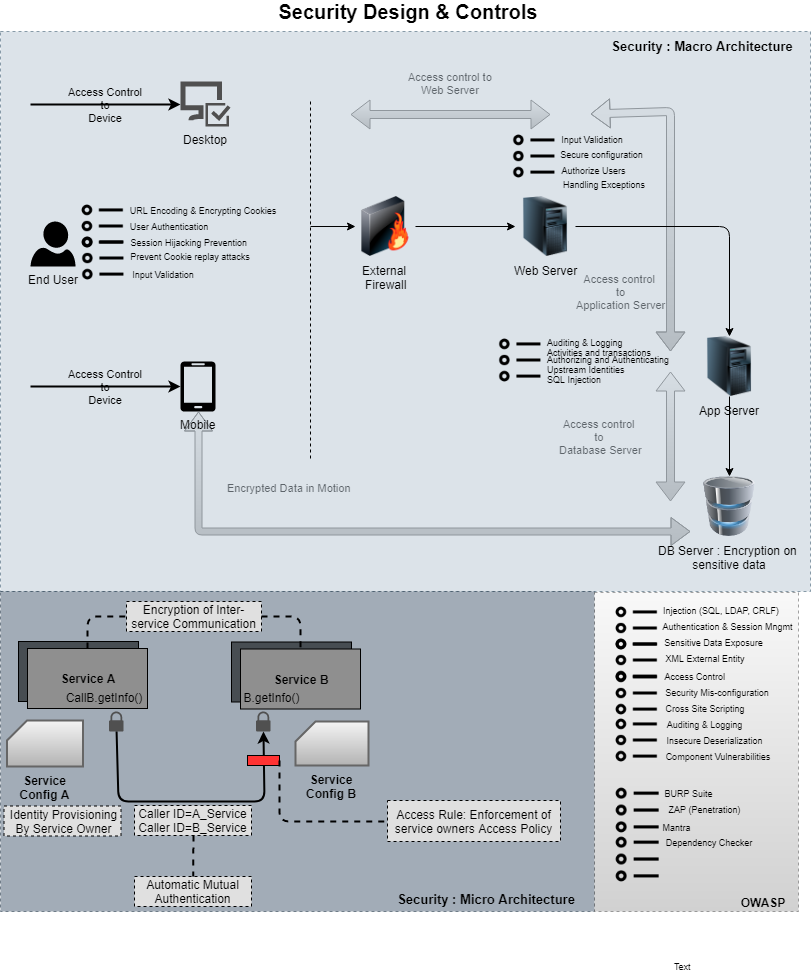 Security Design & Controls
Security : Macro Architecture
Access Control
to
Device
Desktop
Access control to
Web Server
Input Validation
Secure configuration
Authorize Users
Handling Exceptions
URL Encoding & Encrypting Cookies
User Authentication
Session Hijacking Prevention
Prevent Cookie replay attacks
Input Validation
End User
External
Firewall
Web Server
Access control
to
Application Server
Auditing & Logging
Activities and transactions
Authorizing and Authenticating
Upstream Identities
SQL Injection
Access Control
to
Device
Mobile
App Server
Access control
to
Database Server
Encrypted Data in Motion
DB Server : Encryption on
sensitive data
Encryption of Inter-
service Communication
Service A
CallB.getInfo()
Service B
B.getInfo()
Service
Config A
Service
Config B
Identity Provisioning
By Service Owner
Caller ID=A_Service
Caller ID=B_Service
Access Rule: Enforcement of
service owners Access Policy
Automatic Mutual
Authentication
Security : Micro Architecture
Injection (SQL, LDAP, CRLF)
Authentication & Session Mngmt
Sensitive Data Exposure
XML External Entity
Access Control
Security Mis-configuration
Cross Site Scripting
Auditing & Logging
Insecure Deserialization
Component Vulnerabilities
BURP Suite
ZAP (Penetration)
Mantra
Dependency Checker
OWASP
Text